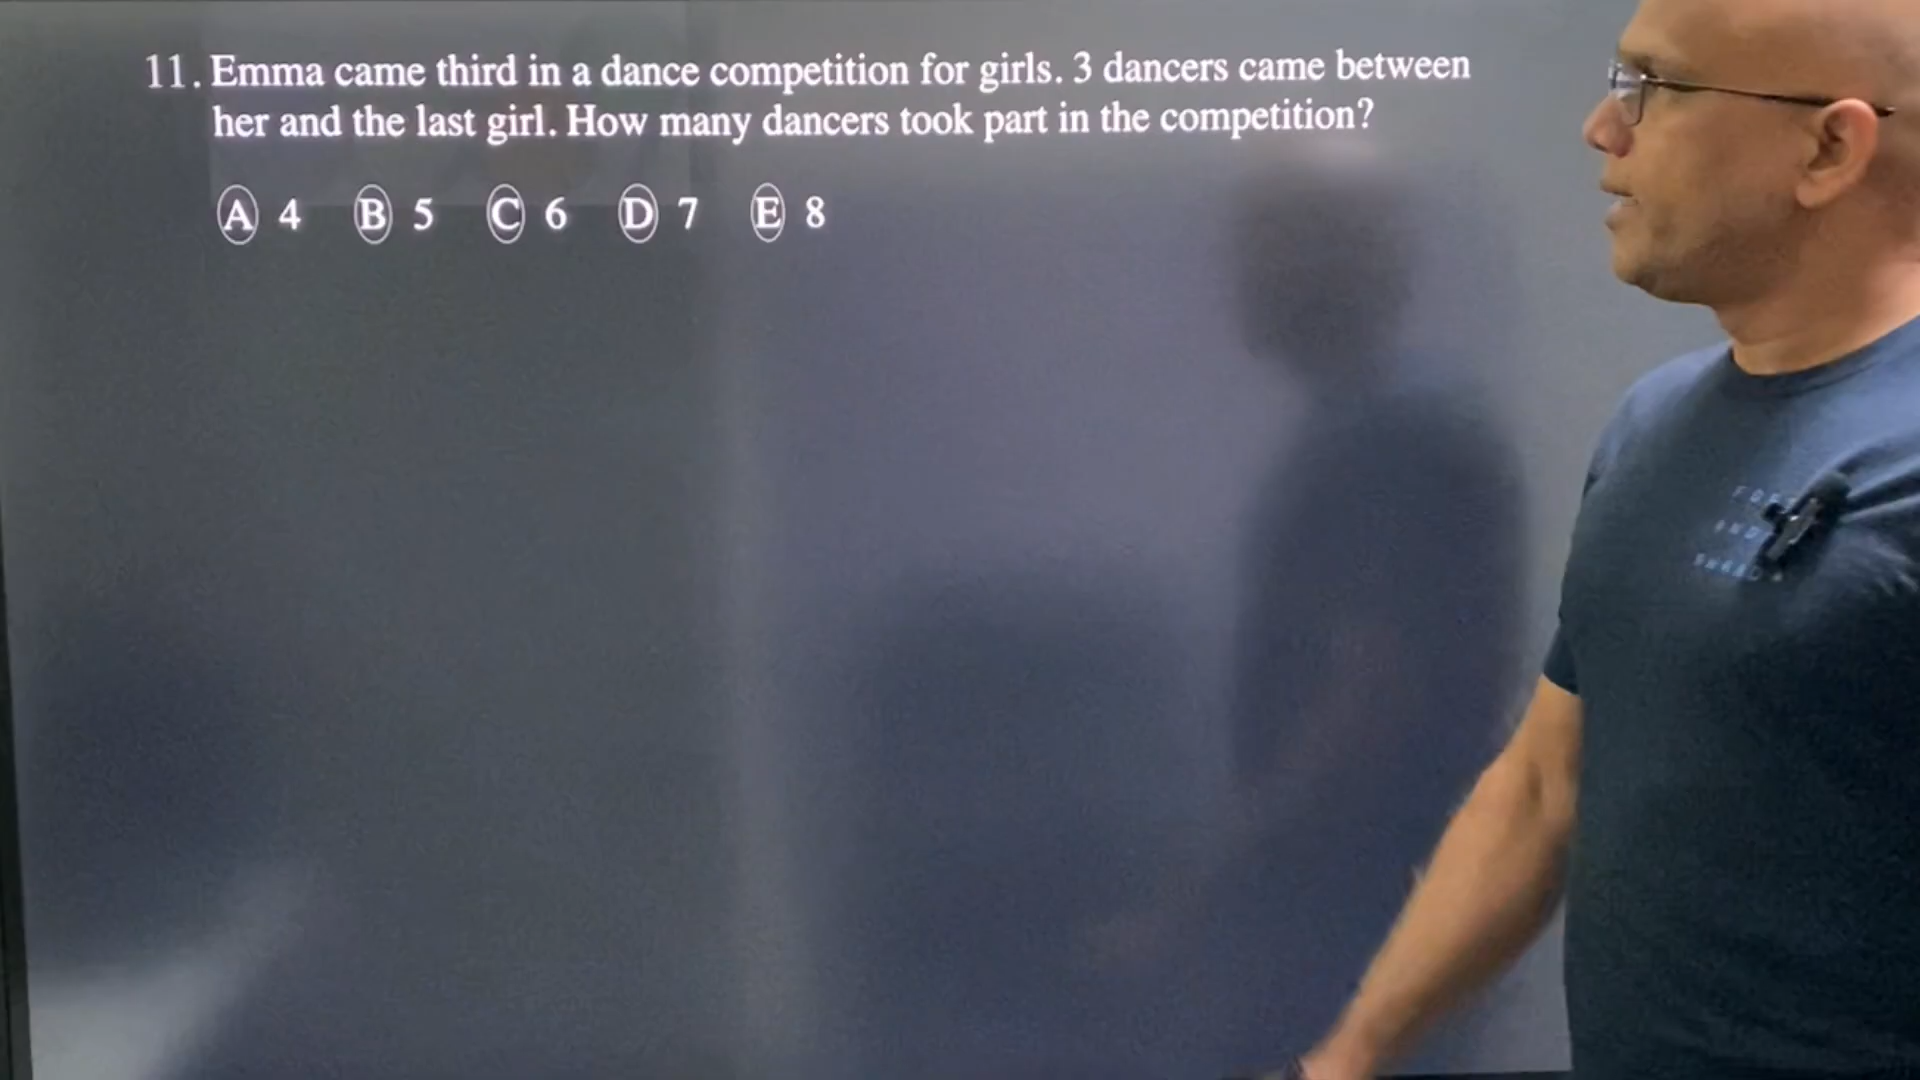 11. Emma came third in a dance competition for girls. 3 dancers came between
her and the last girl. How many dancers took part in the competition?
A 4 B 5 C 6 D 7 E 8